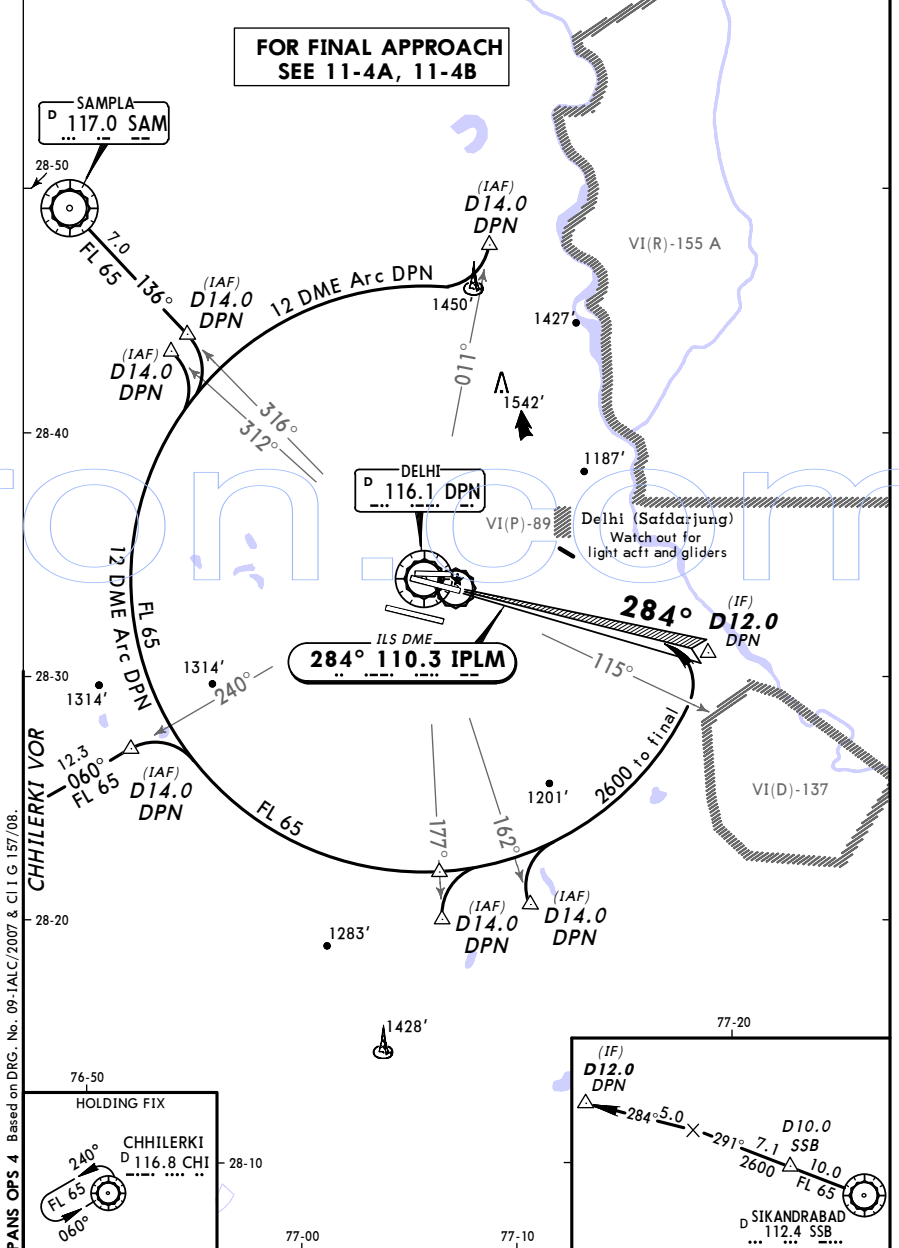 FOR FINAL APPROACH
SEE 11-4A, 11-4B
SAMPLA
D 117.0 SAM
28-50
7.0
FL 65
136°
(IAF)
D14.0
DPN
(IAF)
D14.0
DPN
12 DME Arc DPN
(IAF)
D14.0
DPN
1450'
VI(R)-155 A
1427'
011°
1542'
316°
312°
28-40
1187'
DELHI
D 116.1 DPN
VI(P)-89
Delhi (Safdarjung)
Watch out for
light acft and gliders
ron.com
12 DME Arc DPN
FL 65
284°
(IF)
D12.0
DPN
ILS DME
284° 110.3 IPLM
115°
28-30
1314'
1314'
240°
12.3
060°
FL 65
(IAF)
D14.0
DPN
CHHILERKI VOR
FL 65
2600 to final
1201'
VI(D)-137
177°
162°
28-20
(IAF)
D14.0
DPN
(IAF)
D14.0
DPN
1283'
1428'
PANS OPS 4 Based on DRG. No. 09-IALC/2007 & CI I G 157/08.
76-50
HOLDING FIX
CHHILERKI
D 116.8 CHI
240°
FL 65
060°
28-10
77-00
77-10
77-20
(IF)
D12.0
DPN
284°
5.0
291°
7.1
2600
D10.0
SSB
10.0
FL 65
SIKANDRABAD
D 112.4 SSB